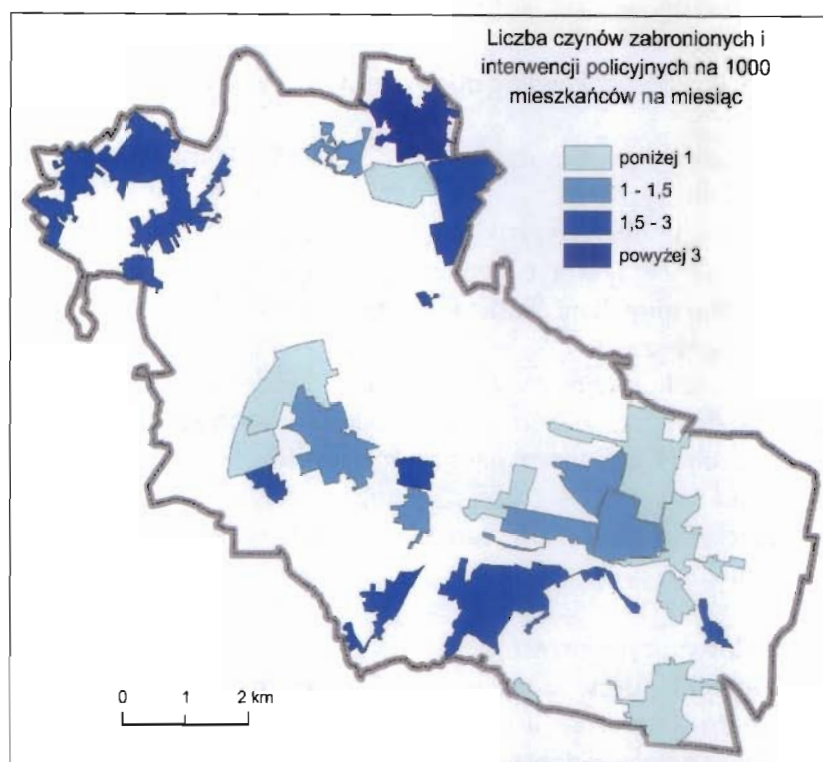 Liczba czynów zabronionych i
interwencji policyjnych na 1000
mieszkańców na miesiąc
poniżej 1
1 - 1,5
1,5 - 3
powyżej 3
0 1 2 km